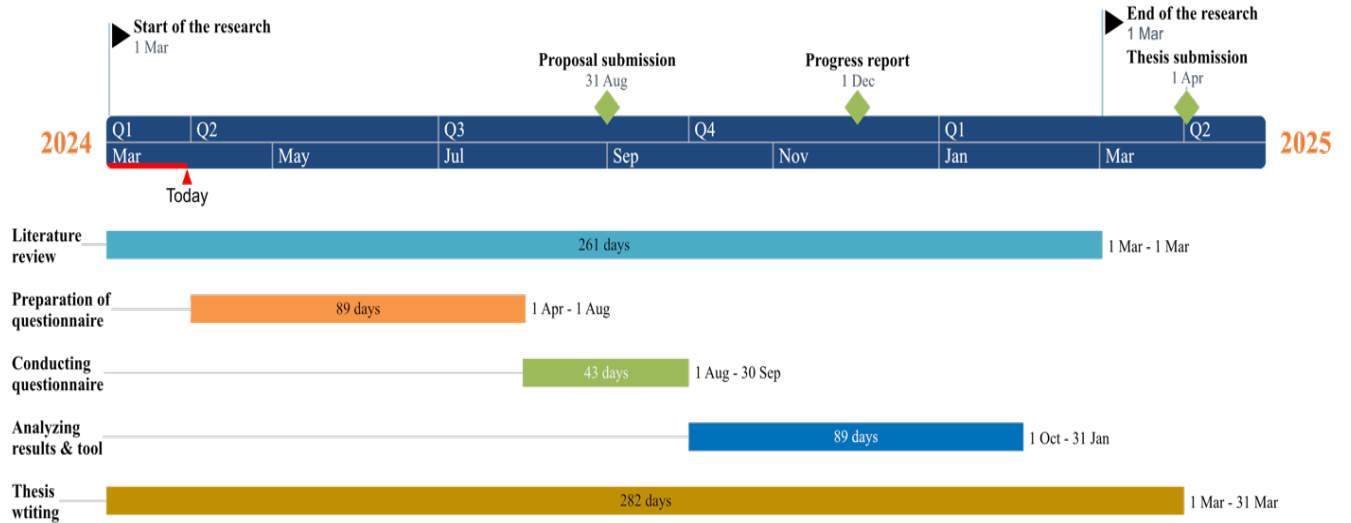 Start of the research
1 Mar
End of the research
1 Mar
Proposal submission
31 Aug
Progress report
1 Dec
Thesis submission
1 Apr
2024
Q1 Q2 Q3 Q4 Q1 Q2
Mar May Jul Sep Nov Jan Mar
2025
Today
Literature
review
261 days
1 Mar - 1 Mar
Preparation of
questionnaire
89 days
1 Apr - 1 Aug
Conducting
questionnaire
43 days
1 Aug - 30 Sep
Analyzing
results & tool
89 days
1 Oct - 31 Jan
Thesis
wtiting
282 days
1 Mar - 31 Mar